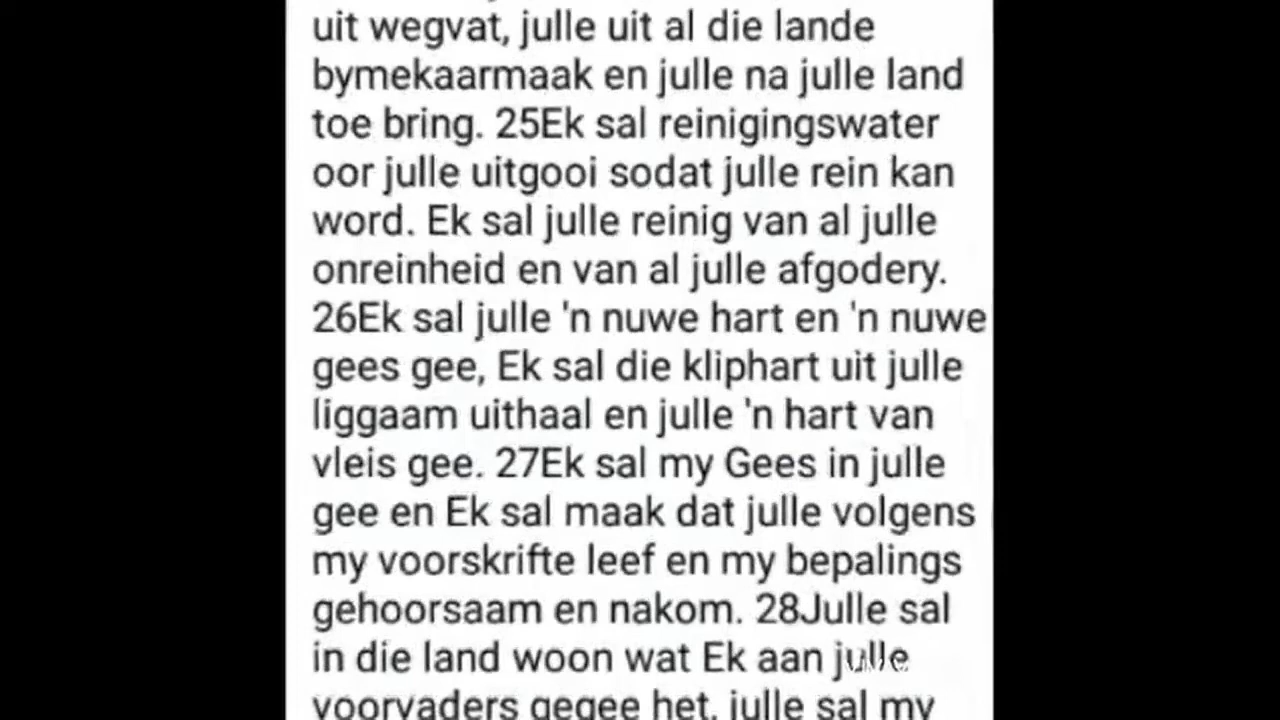 uit wegvat, julle uit al die lande
bymekaarmaak en julle na julle land
toe bring. 25Ek sal reinigingswater
oor julle uitgooi sodat julle rein kan
word. Ek sal julle reinig van al julle
onreinheid en van al julle afgodery.
26Ek sal julle 'n nuwe hart en 'n nuwe
gees gee, Ek sal die kliphart uit julle
liggaam uithaal en julle 'n hart van
vleis gee. 27Ek sal my Gees in julle
gee en Ek sal maak dat julle volgens
my voorskrifte leef en my bepalings
gehoorsaam en nakom. 28Julle sal
in die land woon wat Ek aan julle
voorvaders gegee het, julle sal my